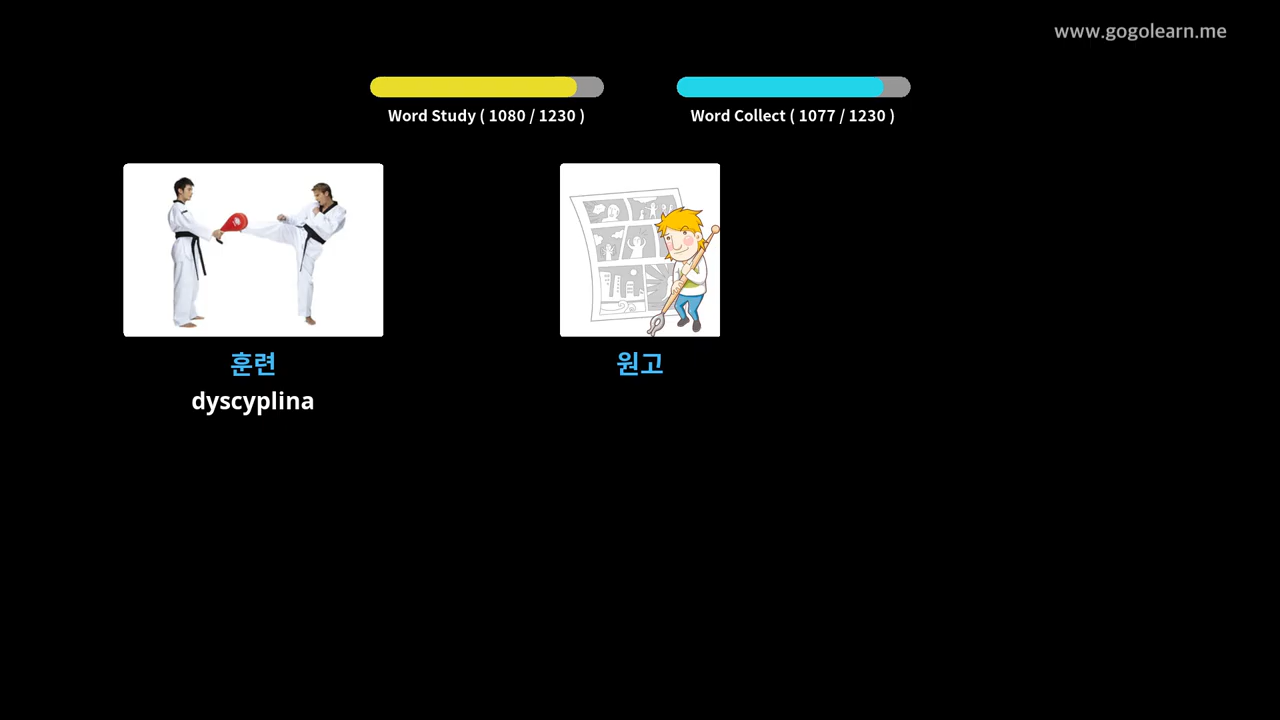 www.gogolearn.me
Word Study ( 1080 / 1230 )
Word Collect ( 1077 / 1230 )
훈련
dyscyplina
원고